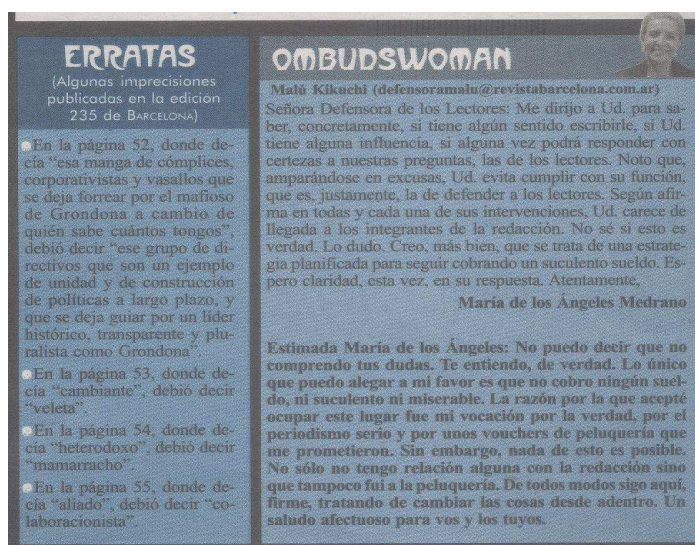 ERRATAS
(Algunas imprecisiones
publicadas en la edición
235 de BARCELONA)
En la página 52, donde de-
cía “esa manga de cómplices,
corporativistas y vasallos que
se deja forrear por el mafioso
de Grondona a cambio de
quién sabe cuántos tongos”,
debió decir “ese grupo de di-
rectivos que son un ejemplo
de unidad y de construcción
de políticas a largo plazo, y
que se deja guiar por un líder
histórico, transparente y plu-
ralista como Grondona”.
En la página 53, donde de-
cía “cambiante”, debió decir
“veleta”.
En la página 54, donde de-
cía “heterodoxo”, debió decir
“mamarracho”.
En la página 55, donde de-
cía “aliado”, debió decir “co-
laboracionista”.
OMBUDSWOMAN
Malú Kikuchi (defensoramalu@revistabarcelona.com.ar)
Señora Defensora de los Lectores: Me dirijo a Ud. para sa-
ber, concretamente, si tiene algún sentido escribirle, si Ud.
tiene alguna influencia, si alguna vez podrá responder con
certezas a nuestras preguntas, las de los lectores. Noto que,
amparándose en excusas, Ud. evita cumplir con su función,
que es, justamente, la de defender a los lectores. Según afir-
ma en todas y cada una de sus intervenciones, Ud. carece de
llegada a los integrantes de la redacción. No sé si esto es
verdad. Lo dudo. Creo, más bien, que se trata de una estrate-
gia planificada para seguir cobrando un suculento sueldo. Es-
pero claridad, esta vez, en su respuesta. Atentamente,
María de los Ángeles Medrano
Estimada María de los Ángeles: No puedo decir que no
comprendo tus dudas. Te entiendo, de verdad. Lo único
que puedo alegar a mi favor es que no cobro ningún suel-
do, ni suculento ni miserable. La razón por la que acepté
ocupar este lugar fue mi vocación por la verdad, por el
periodismo serio y por unos vouchers de peluquería que
me prometieron. Sin embargo, nada de esto es posible.
No sólo no tengo relación alguna con la redacción sino
que tampoco fui a la peluquería. De todos modos sigo aquí,
firme, tratando de cambiar las cosas desde adentro. Un
saludo afectuoso para vos y los tuyos.